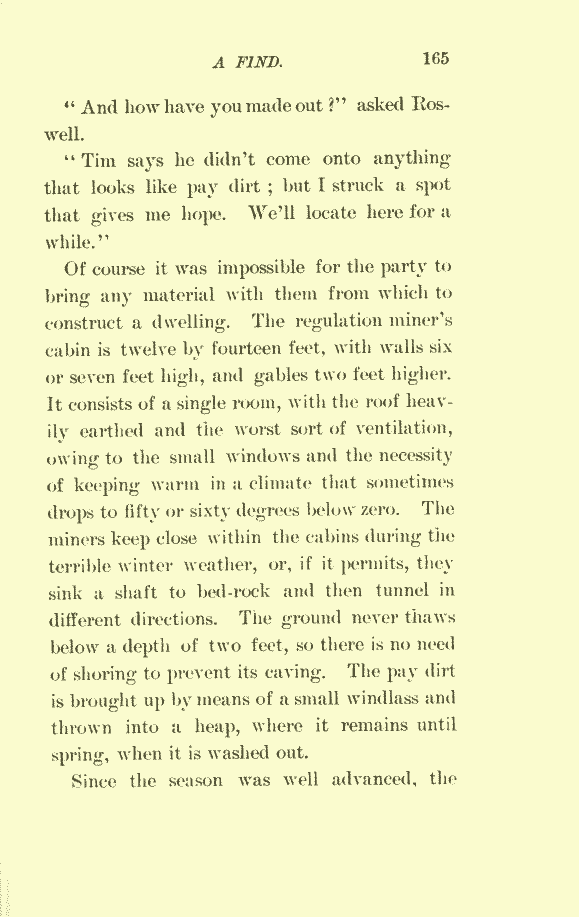 A FIND. 165
“ And how have you made out ?” asked Ros-
well.
“ Tim says he didn’t come onto anything
that looks like pay dirt ; but I struck a spot
that gives me hope. We’ll locate here for a
while.”
Of course it was impossible for the party to
bring any material with them from which to
construct a dwelling. The regulation miner’s
cabin is twelve by fourteen feet, with walls six
or seven feet high, and gables two feet higher.
It consists of a single room, with the roof heav-
ily earthed and the worst sort of ventilation,
owing to the small windows and the necessity
of keeping warm in a climate that sometimes
drops to fifty or sixty degrees below zero. The
miners keep close within the cabins during the
terrible winter weather, or, if it permits, they
sink a shaft to bed-rock and then tunnel in
different directions. The ground never thaws
below a depth of two feet, so there is no need
of shoring to prevent its caving. The pay dirt
is brought up by means of a small windlass and
thrown into a heap, where it remains until
spring, when it is washed out.
Since the season was well advanced, the